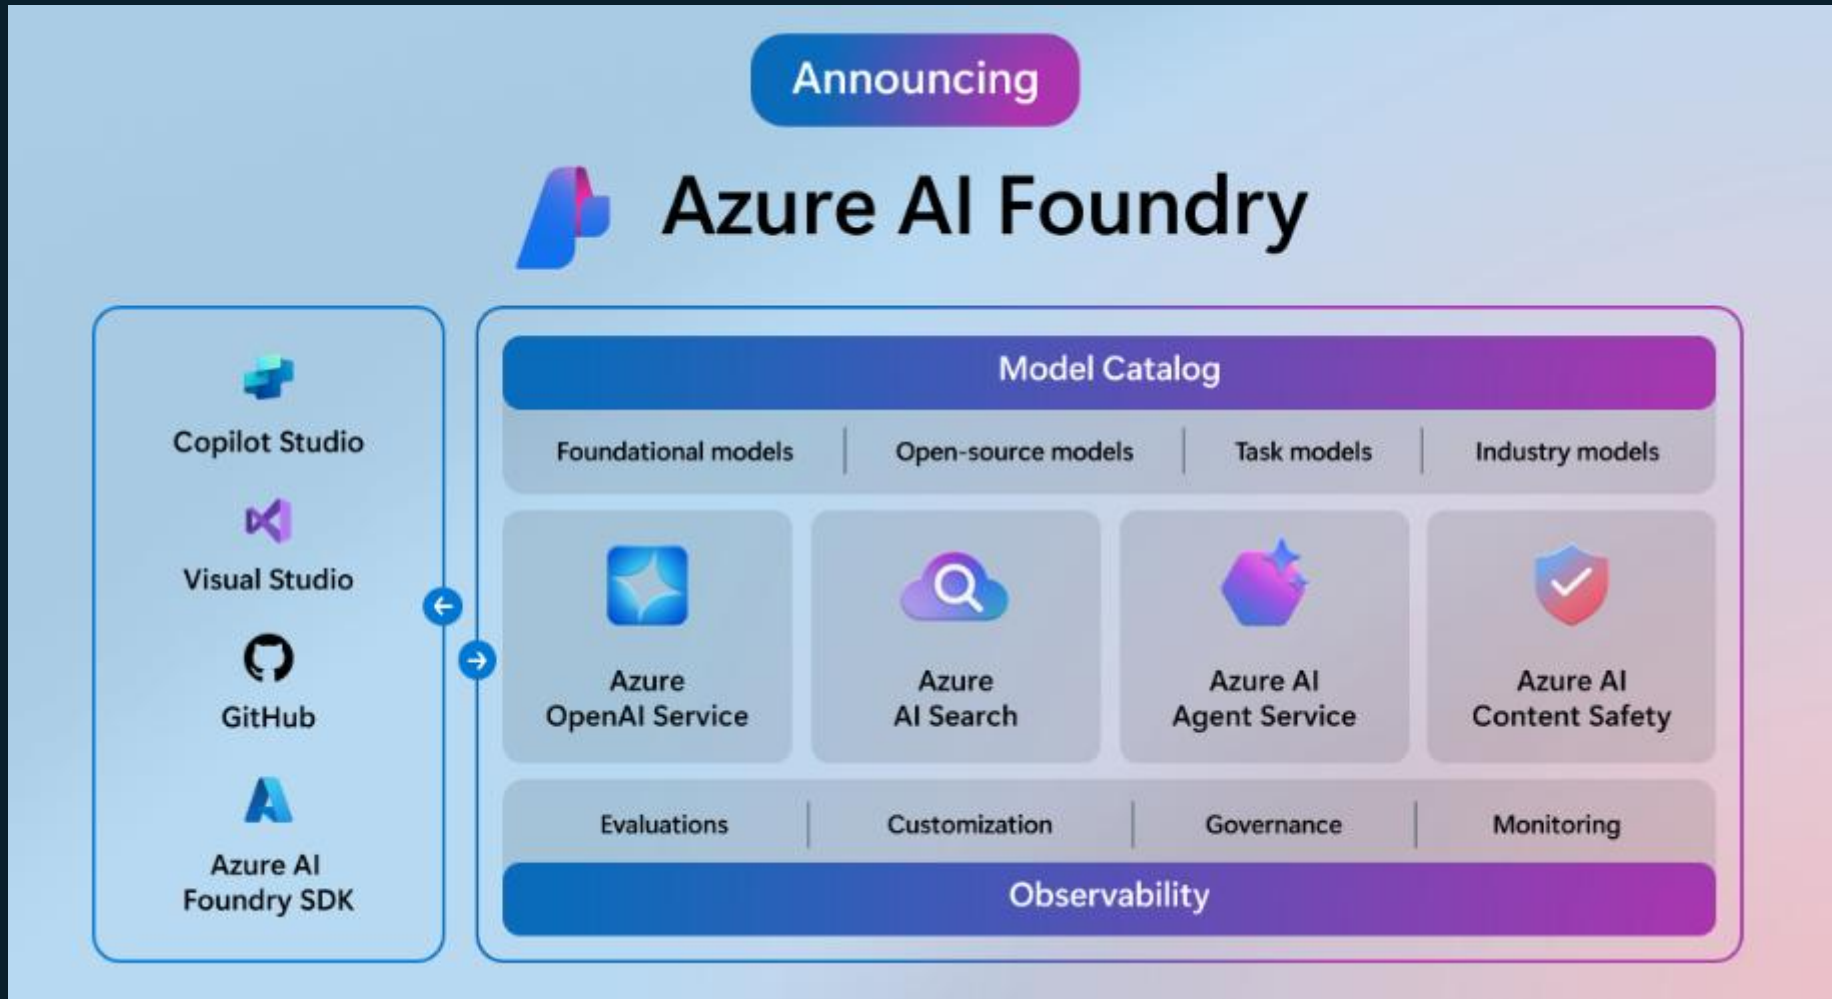 Announcing
Azure AI Foundry
Copilot Studio
Visual Studio
GitHub
Azure AI
Foundry SDK
Model Catalog
Foundational models
Open-source models
Task models
Industry models
Azure
OpenAI Service
Azure
AI Search
Azure AI
Agent Service
Azure AI
Content Safety
Evaluations
Customization
Governance
Monitoring
Observability